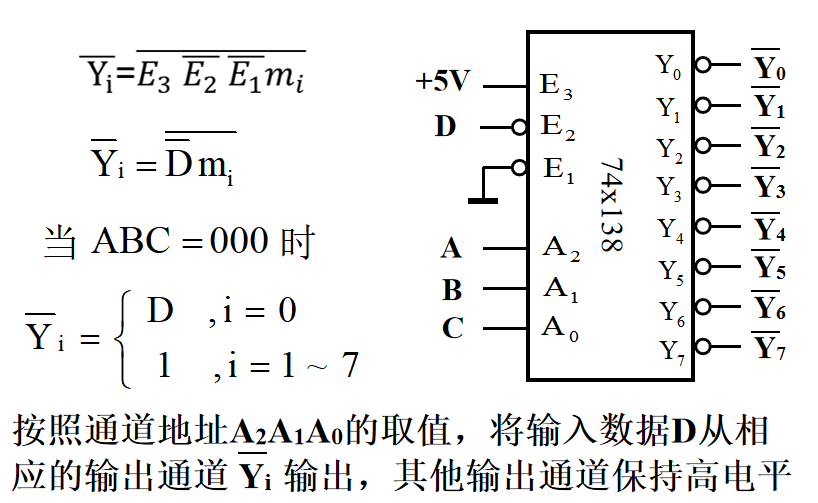 Y̅i=E̅₃̅ ̅E̅₂̅ ̅E̅₁̅m̅ᵢ̅
Y̅i = D̿ m̅i̅
当 ABC = 000 时
Y̅i = { D , i = 0
1 , i = 1 ~ 7
+5V
D
A
B
C
E3
E2
E1
A2
A1
A0
74x138
Y0
Y1
Y2
Y3
Y4
Y5
Y6
Y7
Y̅0
Y̅1
Y̅2
Y̅3
Y̅4
Y̅5
Y̅6
Y̅7
按照通道地址A2A1A0的取值，将输入数据D从相
应的输出通道 Y̅i 输出，其他输出通道保持高电平